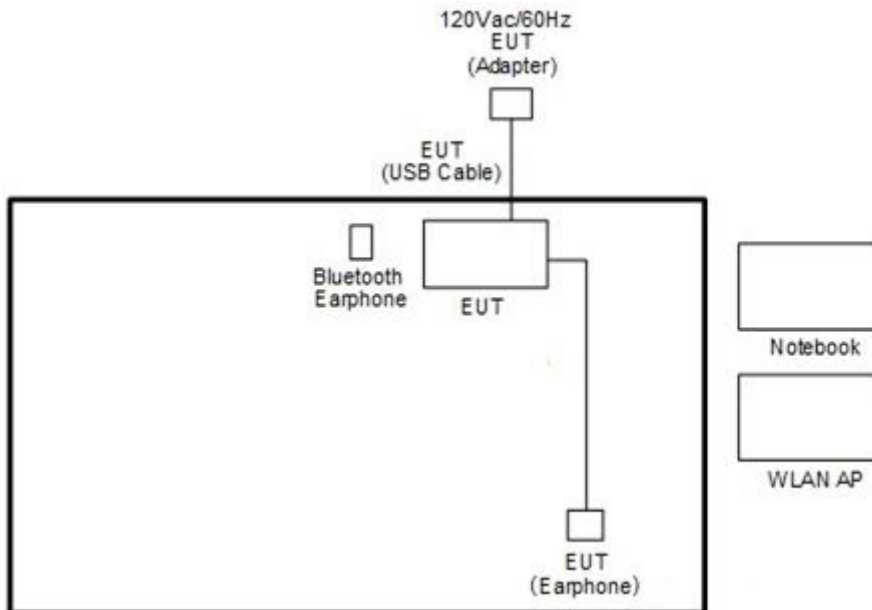 120Vac/60Hz
EUT
(Adapter)
EUT
(USB Cable)
Bluetooth
Earphone
EUT
Notebook
WLAN AP
EUT
(Earphone)